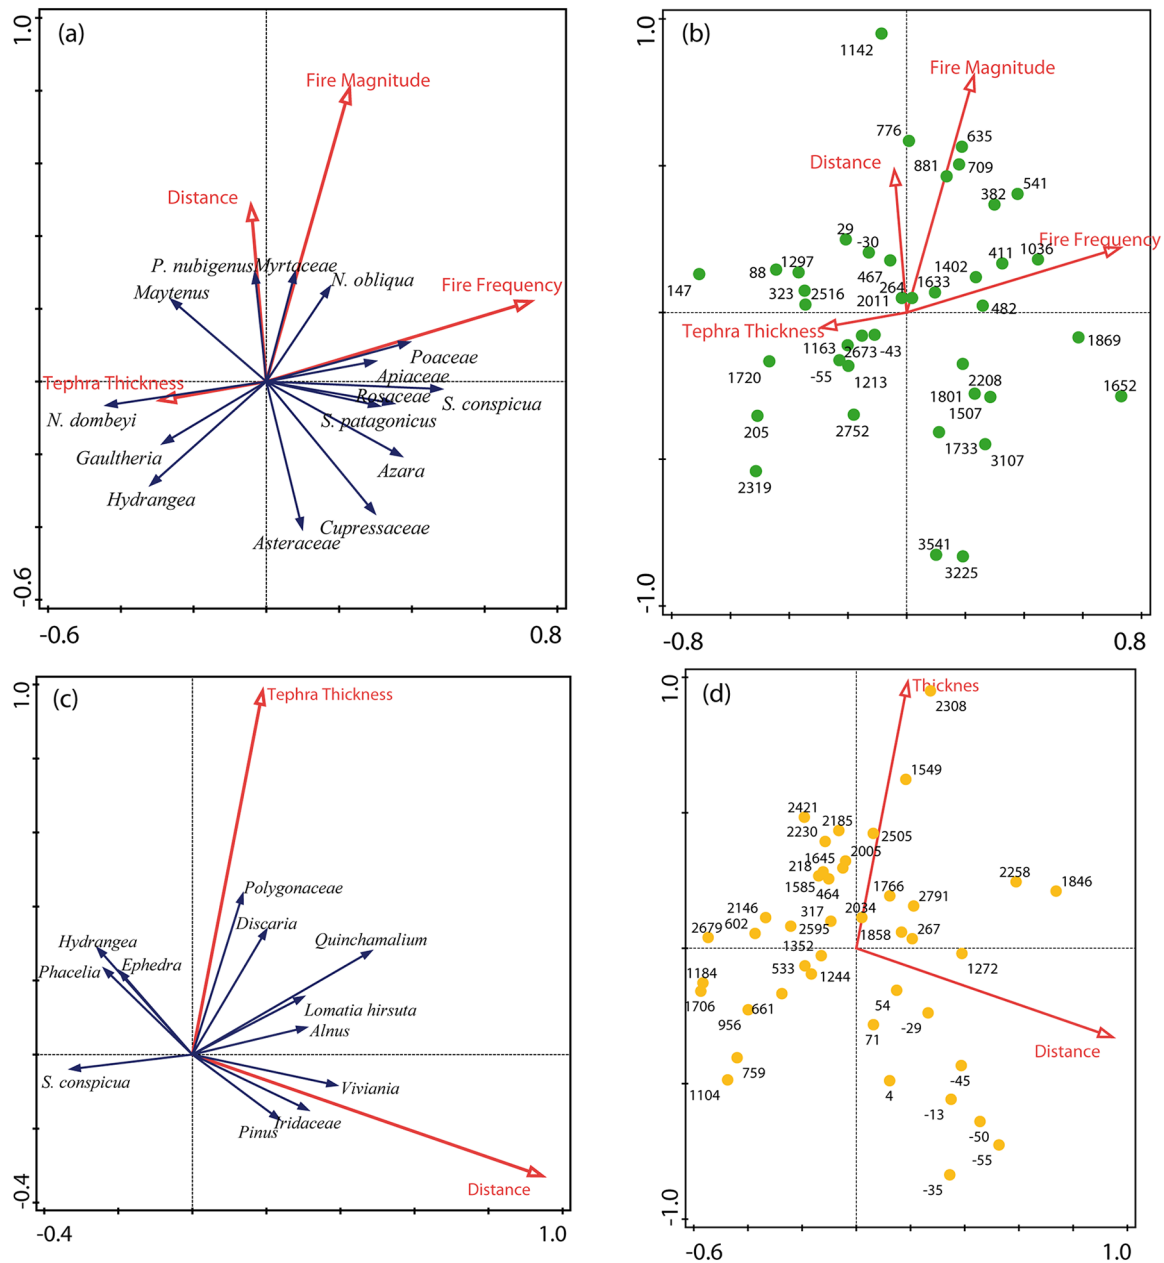 (a)
1.0
Fire Magnitude
Distance
P. nubigenus
Myrtaceae
N. obliqua
Maytenus
Fire Frequency
Poaceae
Apiaceae
Tephra Thickness
Rosaceae
S. conspicua
N. dombeyi
S. patagonicus
Gaultheria
Azara
Hydrangea
Cupressaceae
Asteraceae
-0.6
-0.6
0.8
(b)
1.0
1142
Fire Magnitude
776
635
Distance
881
709
382
541
29
-30
Fire Frequency
1036
411
1297
88
467
1402
147
323
2516
264
1633
2011
482
Tephra Thickness
1163
2673
-43
1869
1720
-55
1213
2208
1801
1652
1507
205
2752
1733
3107
2319
3541
3225
-1.0
-0.8
0.8
(c)
1.0
Tephra Thickness
Polygonaceae
Discaria
Quinchamalium
Hydrangea
Phacelia
Ephedra
Lomatia hirsuta
Alnus
S. conspicua
Viviania
Iridaceae
Pinus
Distance
-0.4
-0.4
1.0
(d)
1.0
Thicknes
2308
1549
2421
2185
2230
2505
2005
1645
218
1585
464
1766
2258
1846
2791
2146
317
2034
2679
602
2595
1858
267
1352
1272
1184
533
1244
1706
661
54
956
-29
71
Distance
759
-45
1104
4
-13
-50
-55
-35
-1.0
-0.6
1.0